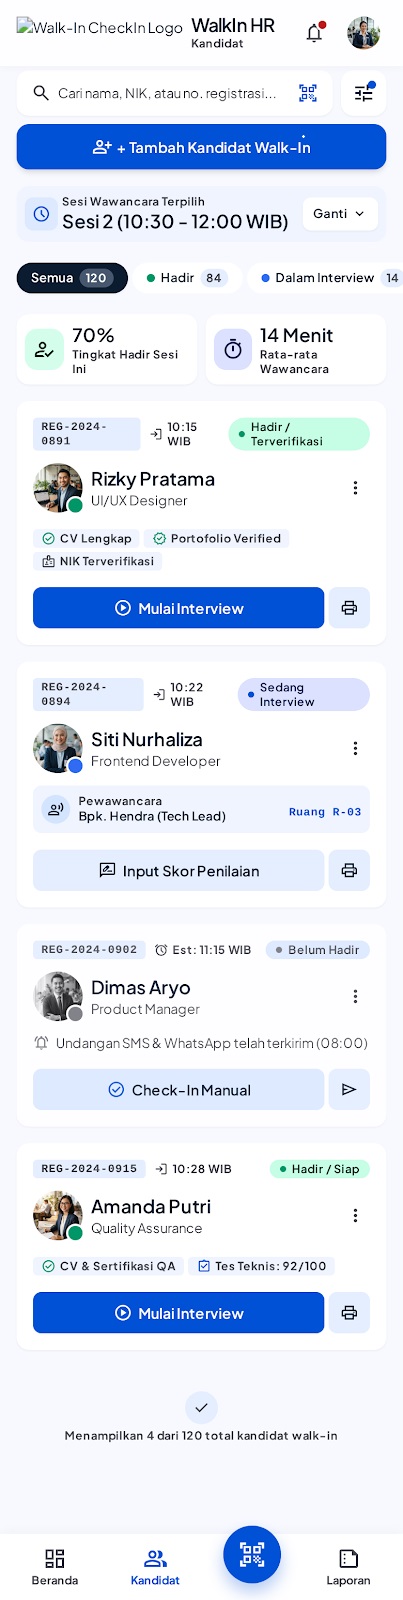 Walk-In CheckIn Logo
WalkIn HR
Kandidat
Cari nama, NIK, atau no. registrasi...
+ Tambah Kandidat Walk-In
Sesi Wawancara Terpilih
Sesi 2 (10:30 - 12:00 WIB)
Ganti
Semua 120 Hadir 84 Dalam Interview 14
70%
Tingkat Hadir Sesi
Ini
14 Menit
Rata-rata
Wawancara
REG-2024-
0891
10:15
WIB
Hadir /
Terverifikasi
Rizky Pratama
UI/UX Designer
CV Lengkap Portofolio Verified
NIK Terverifikasi
Mulai Interview
REG-2024-
0894
10:22
WIB
Sedang
Interview
Siti Nurhaliza
Frontend Developer
Pewawancara
Bpk. Hendra (Tech Lead)
Ruang R-03
Input Skor Penilaian
REG-2024-0902 Est: 11:15 WIB Belum Hadir
Dimas Aryo
Product Manager
Undangan SMS & WhatsApp telah terkirim (08:00)
Check-In Manual
REG-2024-0915 10:28 WIB Hadir / Siap
Amanda Putri
Quality Assurance
CV & Sertifikasi QA Tes Teknis: 92/100
Mulai Interview
Menampilkan 4 dari 120 total kandidat walk-in
Beranda Kandidat Laporan